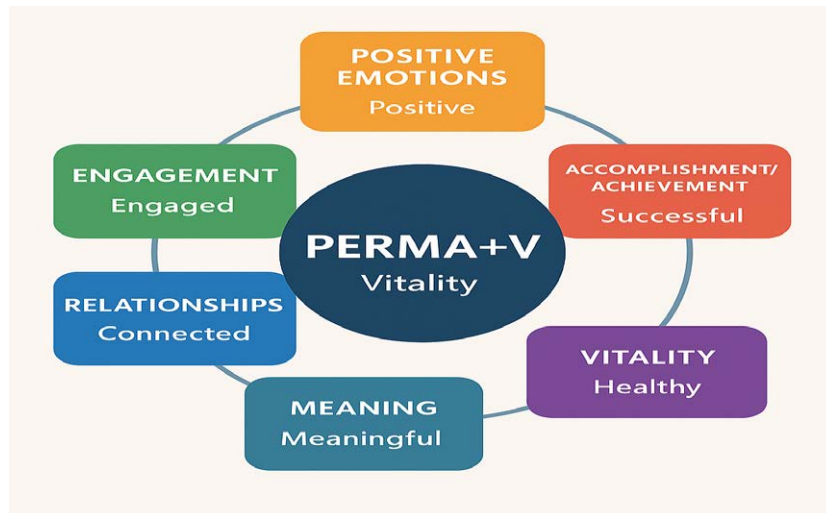 POSITIVE
EMOTIONS
Positive
ENGAGEMENT
Engaged
ACCOMPLISHMENT/
ACHIEVEMENT
Successful
PERMA+V
Vitality
RELATIONSHIPS
Connected
VITALITY
Healthy
MEANING
Meaningful